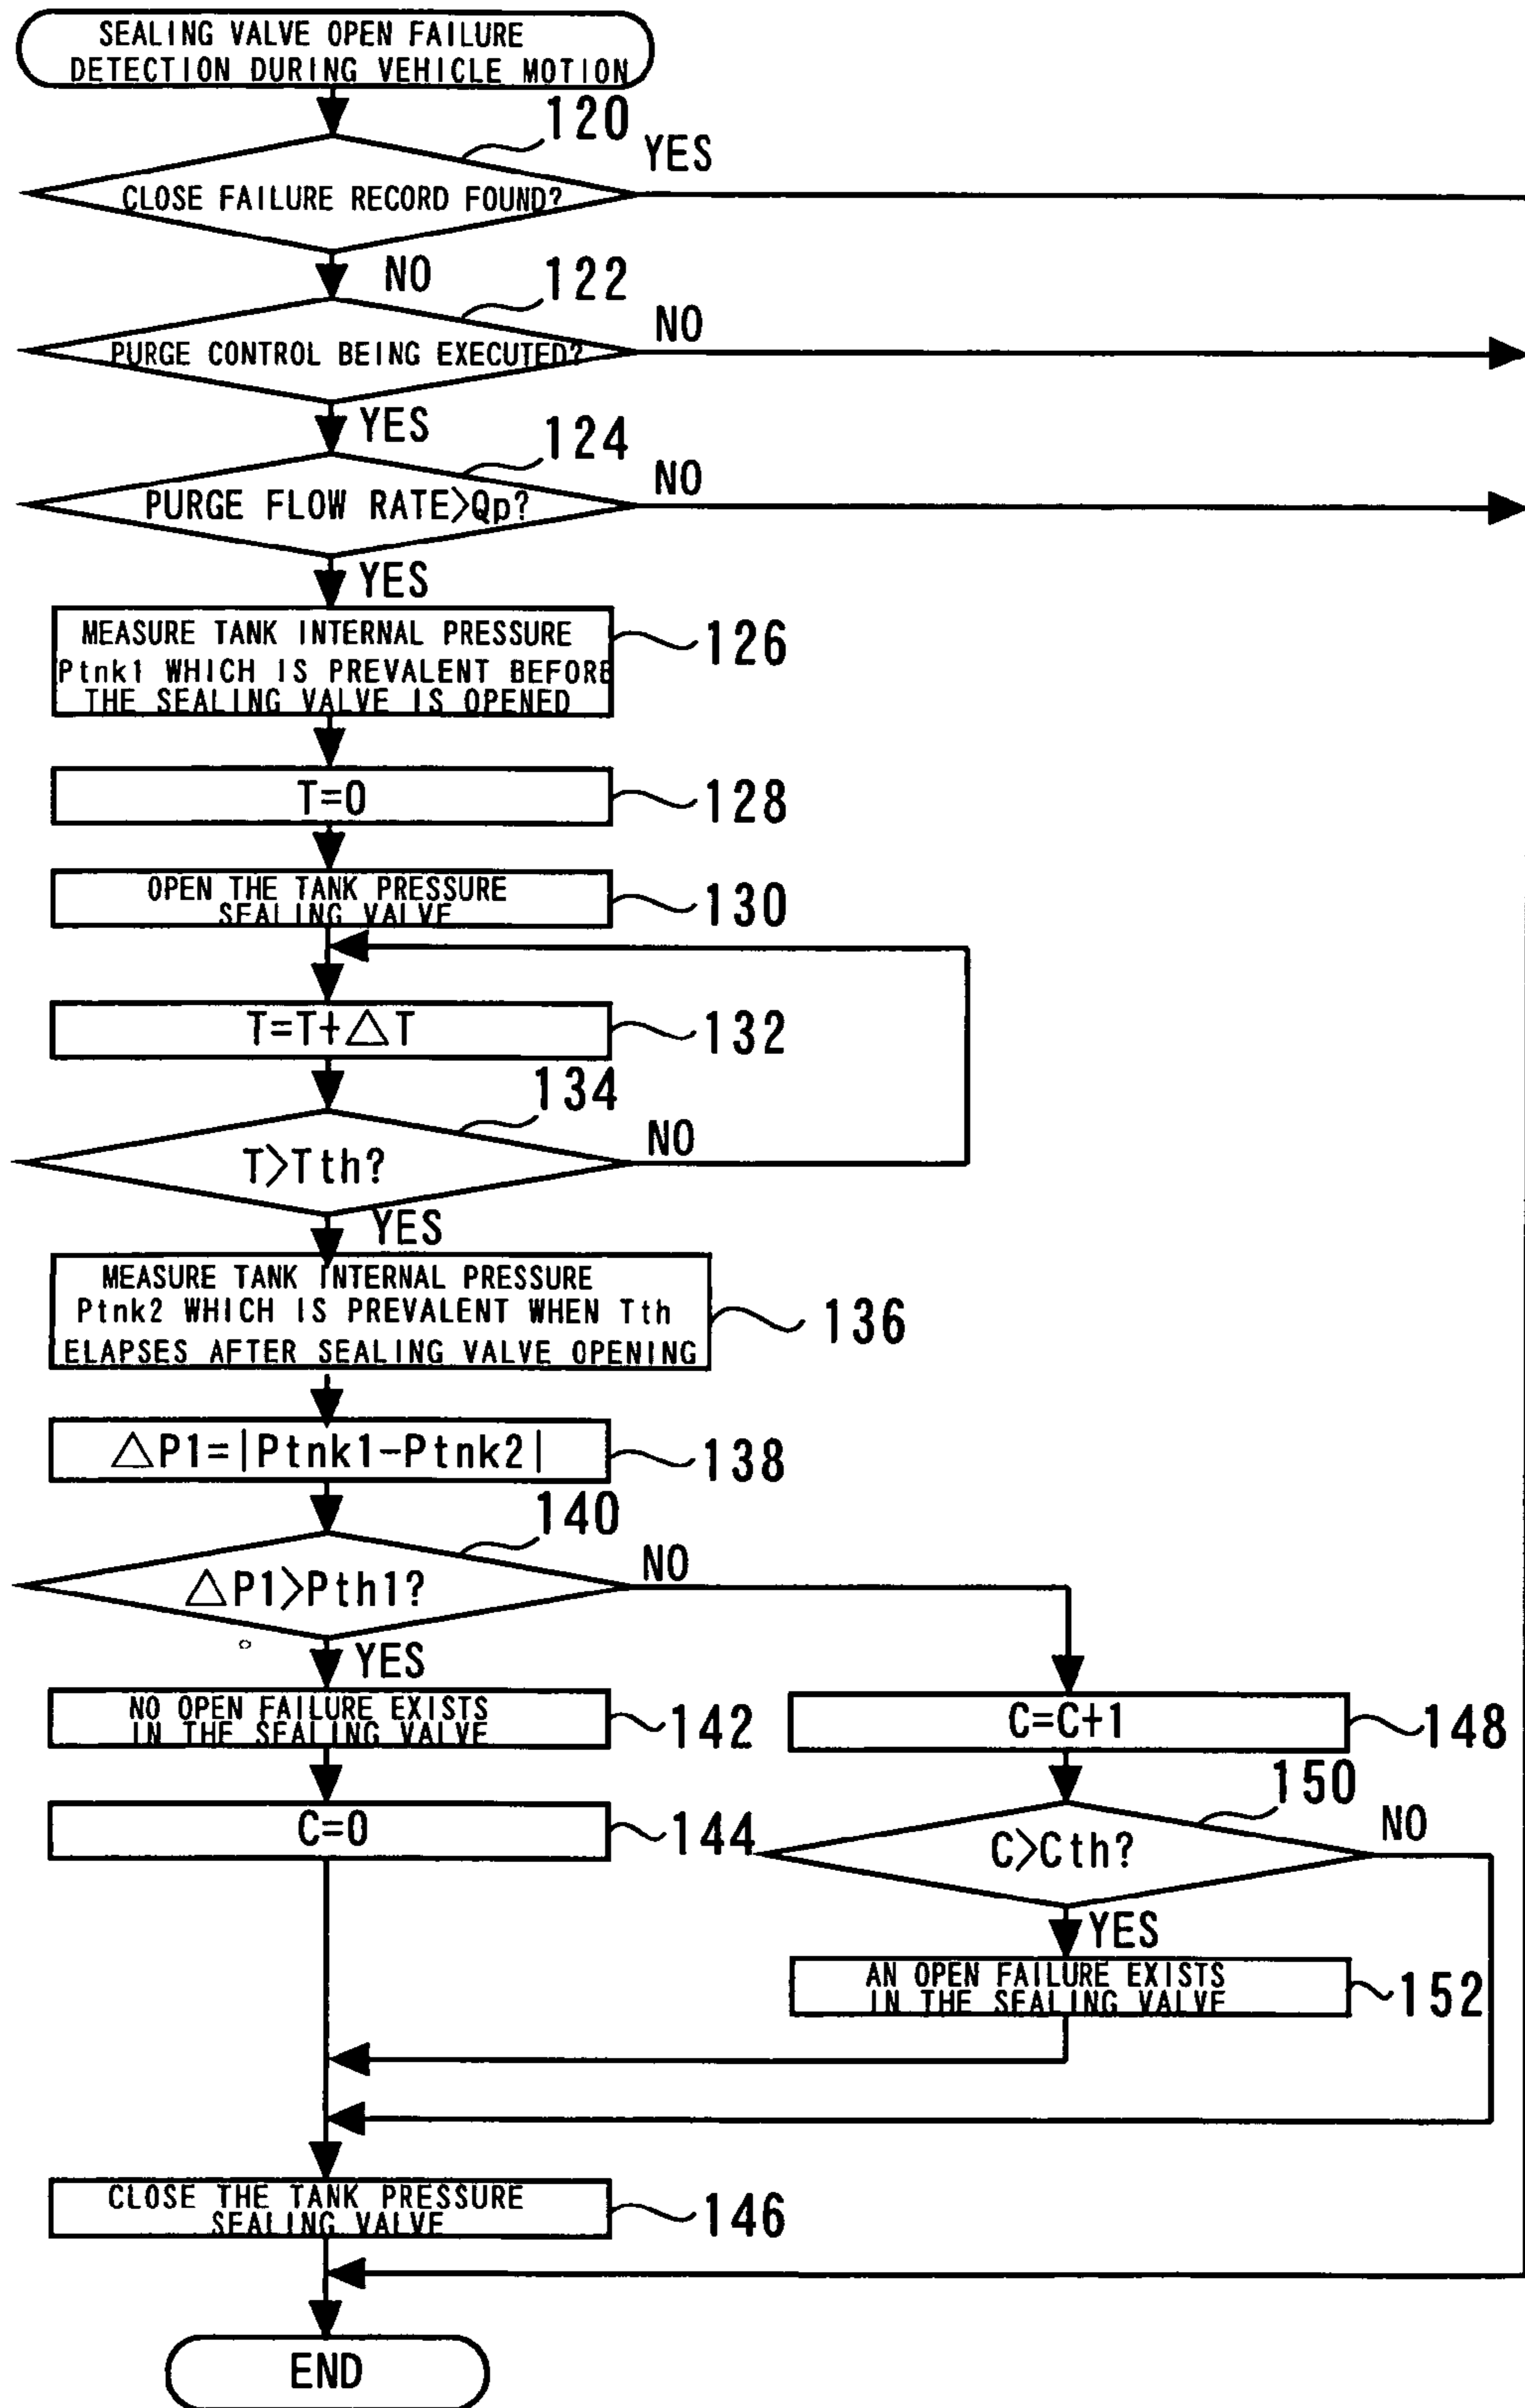 SEALING VALVE OPEN FAILURE
DETECTION DURING VEHICLE MOTION
120
YES
CLOSE FAILURE RECORD FOUND?
NO
122
NO
PURGE CONTROL BEING EXECUTED?
YES
124
NO
PURGE FLOW RATE>Qp?
YES
MEASURE TANK INTERNAL PRESSURE
Ptnk1 WHICH IS PREVALENT BEFORE
THE SEALING VALVE IS OPENED
126
T=0
128
OPEN THE TANK PRESSURE
SEALING VALVE
130
T=T+△T
132
134
NO
T>Tth?
YES
MEASURE TANK INTERNAL PRESSURE
Ptnk2 WHICH IS PREVALENT WHEN Tth
ELAPSES AFTER SEALING VALVE OPENING
136
△P1=|Ptnk1-Ptnk2|
138
140
NO
△P1>Pth1?
YES
NO OPEN FAILURE EXISTS
IN THE SEALING VALVE
142
C=C+1
148
C=0
144
150
NO
C>Cth?
YES
AN OPEN FAILURE EXISTS
IN THE SEALING VALVE
152
CLOSE THE TANK PRESSURE
SEALING VALVE
146
END